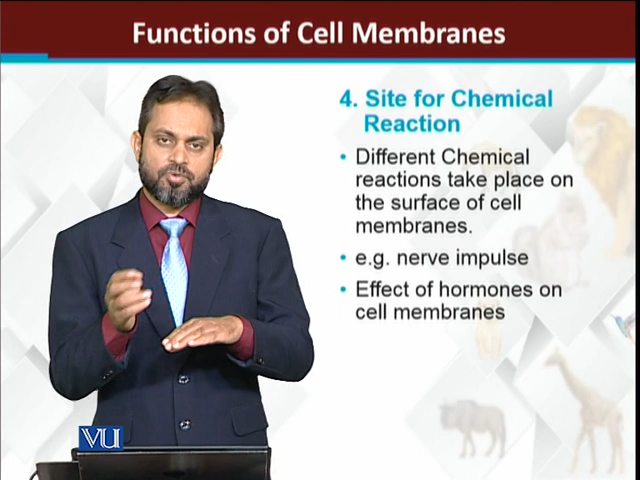 Functions of Cell Membranes
4. Site for Chemical
Reaction
• Different Chemical
reactions take place on
the surface of cell
membranes.
• e.g. nerve impulse
• Effect of hormones on
cell membranes
VU